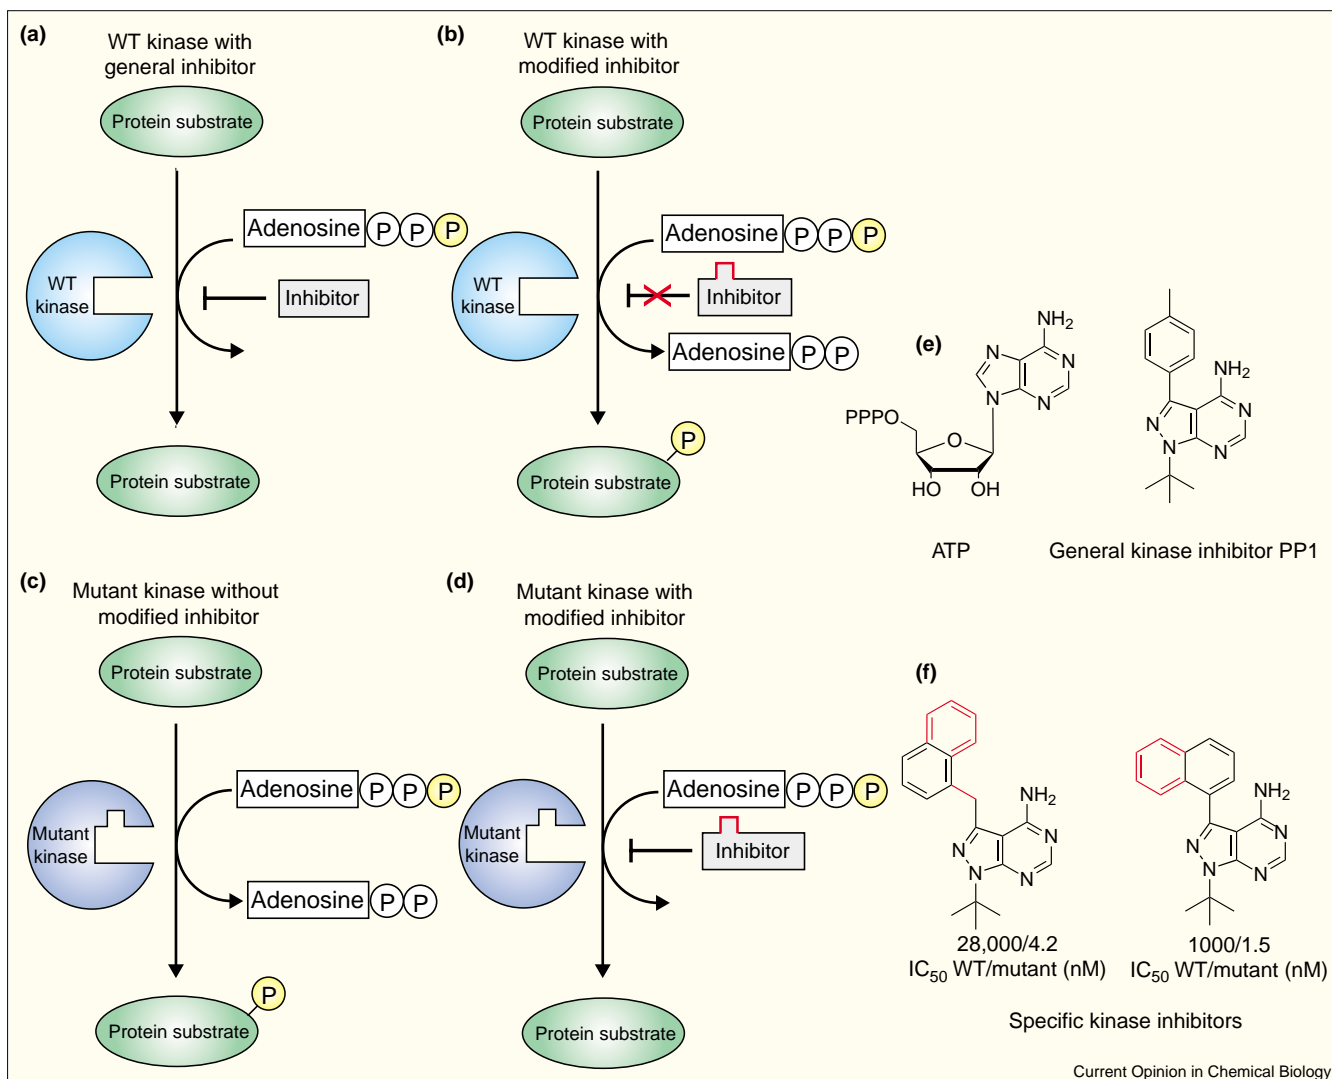 (a)
WT kinase with
general inhibitor
Protein substrate
Adenosine P P P
WT
kinase
Inhibitor
Protein substrate
(b)
WT kinase with
modified inhibitor
Protein substrate
Adenosine P P P
WT
kinase
Inhibitor
Adenosine P P
P
Protein substrate
(c)
Mutant kinase without
modified inhibitor
Protein substrate
Adenosine P P P
Mutant
kinase
Adenosine P P
P
Protein substrate
(d)
Mutant kinase with
modified inhibitor
Protein substrate
Adenosine P P P
Mutant
kinase
Inhibitor
Protein substrate
(e)
NH2
N
N
N
N
PPPO
O
HO
OH
ATP
NH2
N
N
N
N
General kinase inhibitor PP1
(f)
NH2
N
N
N
N
28,000/4.2
IC50 WT/mutant (nM)
NH2
N
N
N
N
1000/1.5
IC50 WT/mutant (nM)
Specific kinase inhibitors
Current Opinion in Chemical Biology